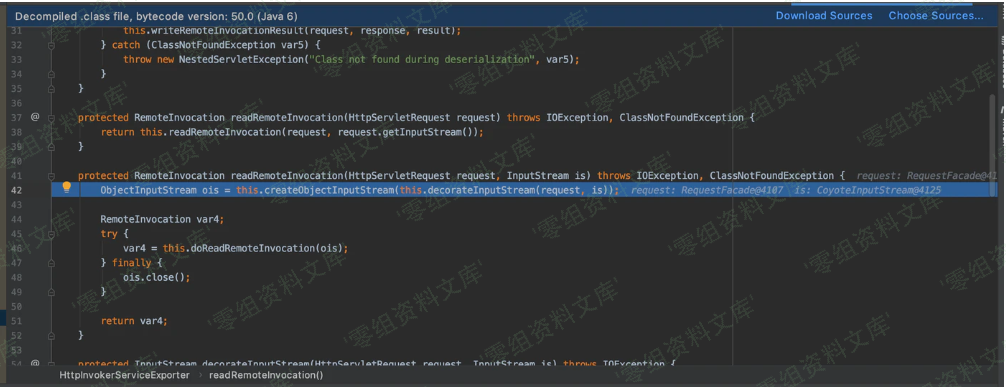 Decompiled .class file, bytecode version: 50.0 (Java 6) Download Sources Choose Sources...
31 this.writeRemoteInvocationResult(request, response, result);
32 } catch (ClassNotFoundException var5) {
33 throw new NestedServletException("Class not found during deserialization", var5);
34 }
35 }
36
37 @ protected RemoteInvocation readRemoteInvocation(HttpServletRequest request) throws IOException, ClassNotFoundException {
38 return this.readRemoteInvocation(request, request.getInputStream());
39 }
40
41 protected RemoteInvocation readRemoteInvocation(HttpServletRequest request, InputStream is) throws IOException, ClassNotFoundException { request: RequestFacade@41
42 ObjectInputStream ois = this.createObjectInputStream(this.decorateInputStream(request, is)); request: RequestFacade@4107 is: CoyoteInputStream@4125
43
44 RemoteInvocation var4;
45 try {
46 var4 = this.doReadRemoteInvocation(ois);
47 } finally {
48 ois.close();
49 }
50
51 return var4;
52 }
53
54 @ protected InputStream decorateInputStream(HttpServletRequest request, InputStream is) throws IOException {
HttpInvokerServiceExporter › readRemoteInvocation()
零组资料文库